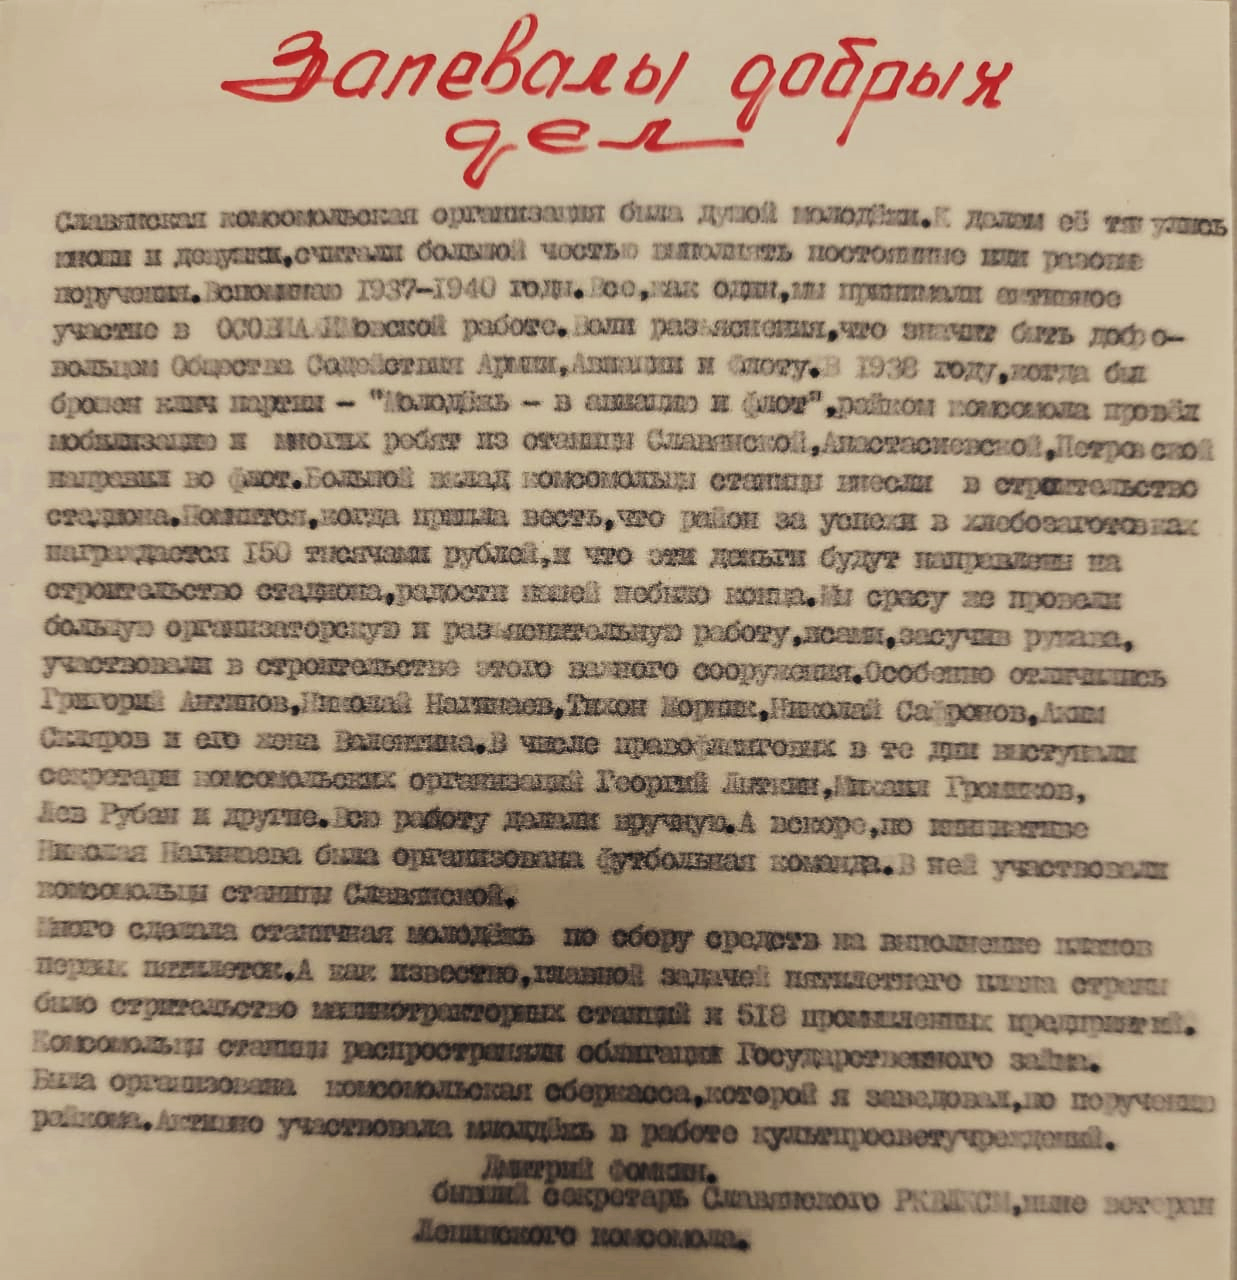 Запевалы добрых
дел
Славянская комсомольская организация была душой молодёжи.К делам её тянулись
юноши и девушки,считали большой честью выполнять постоянные или разовые
поручения.Вспоминаю 1937-1940 годы.Все,как один,мы принимали активное
участие в ОСОАВИАХИМовской работе. Вели разъяснения,что значит быть добро-
вольцем Общества Содействия Армии,Авиации и Флоту.В 1938 году,когда был
брошен клич партии - "Молодёжь - в авиацию и флот",райком комсомола провёл
мобилизацию и многих ребят из станицы Славянской,Анастасиевской,Петровской
направил во флот.Большой вклад комсомольцы станицы внесли в строительство
стадиона.Помнится,когда пришла весть,что район за успехи в хлебозаготовках
награждается 150 тысячами рублей,и что эти деньги будут направлены на
строительство стадиона,радости нашей небыло конца.Мы сразу же провели
большую организаторскую и разъяснительную работу,всами,засучив рукава,
участвовали в строительстве этого важного сооружения.Особенно отличились
Григорий Антипов,Николай Нагинаев,Тихон Корник,Николай Сафронов,Аким
Скляров и его жена Валентина.В числе правофланговых в те дни выступали
секретари комсомольских организаций Георгий Лыткин,Михаил Громиков,
Лев Рубан и другие.Всю работу делали вручную.А вскоре,по инициативе
Николая Нагинаева была организована футбольная команда.В ней участвовали
комсомольцы станицы Славянской.
Много сделала станичная молодёжь по сбору средств на выполнение планов
первых пятилеток.А как известно,главной задачей пятилетнего плана страны
было стрительство машинотракторных станций и 518 промышленных предприятий.
Комсомольцы станицы распространяли облигации Государственного займа.
Была организована комсомольская сберкасса,которой я заведовал,по поручению
райкома.Активно участвовала млолдёжь в работе культпросветучреждений.
Дмитрий Фомкин.
бывший секретарь Славянского РКВЛКСМ,ныне ветеран
Ленинского комсомола.